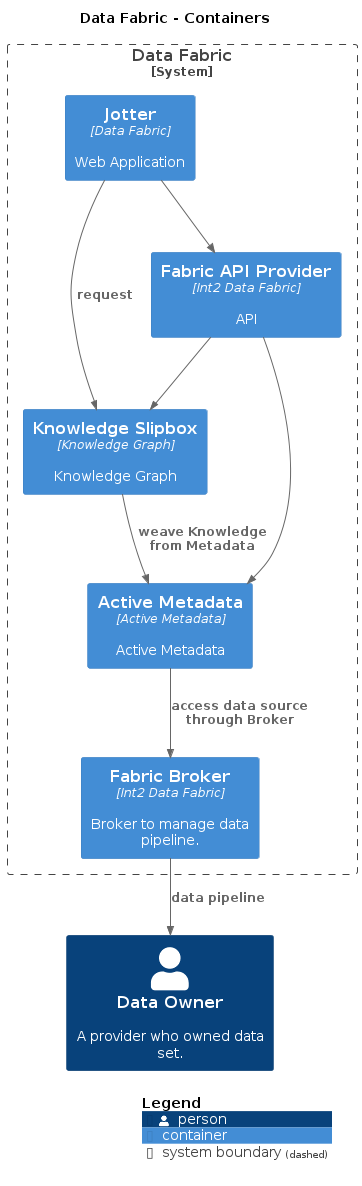 Data Fabric - Containers
Data Fabric
[System]
Jotter
[Data Fabric]
Web Application
Fabric API Provider
[Int2 Data Fabric]
API
request
Knowledge Slipbox
[Knowledge Graph]
Knowledge Graph
weave Knowledge
from Metadata
Active Metadata
[Active Metadata]
Active Metadata
access data source
through Broker
Fabric Broker
[Int2 Data Fabric]
Broker to manage data
pipeline.
data pipeline
Data Owner
A provider who owned data
set.
Legend
person
container
system boundary (dashed)